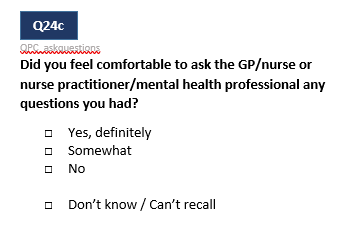 Q24c
QPC_askquestions
Did you feel comfortable to ask the GP/nurse or
nurse practitioner/mental health professional any
questions you had?
Yes, definitely
Somewhat
No
Don't know / Can't recall